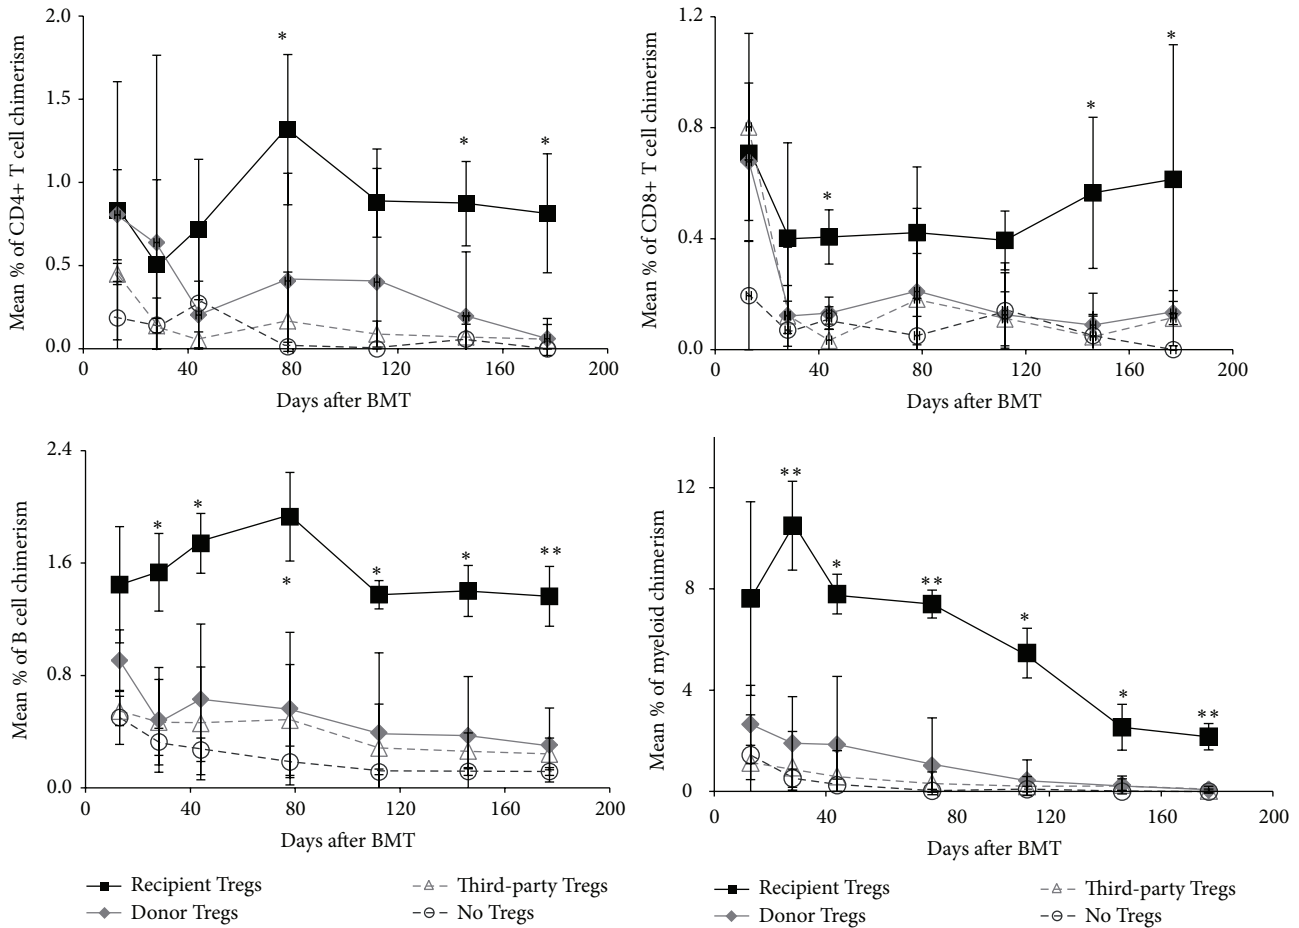 Mean % of CD4+ T cell chimerism
2.0
1.5
1.0
0.5
0.0
* * *
0 40 80 120 160 200
Days after BMT
Mean % of CD8+ T cell chimerism
1.2
0.8
0.4
0.0
* * *
0 40 80 120 160 200
Days after BMT
Mean % of B cell chimerism
2.4
1.6
0.8
0.0
* * * * * **
0 40 80 120 160 200
Days after BMT
Mean % of myeloid chimerism
12
8
4
0
** * ** * * **
0 40 80 120 160 200
Days after BMT
Recipient Tregs
Donor Tregs
Third-party Tregs
No Tregs
Recipient Tregs
Donor Tregs
Third-party Tregs
No Tregs